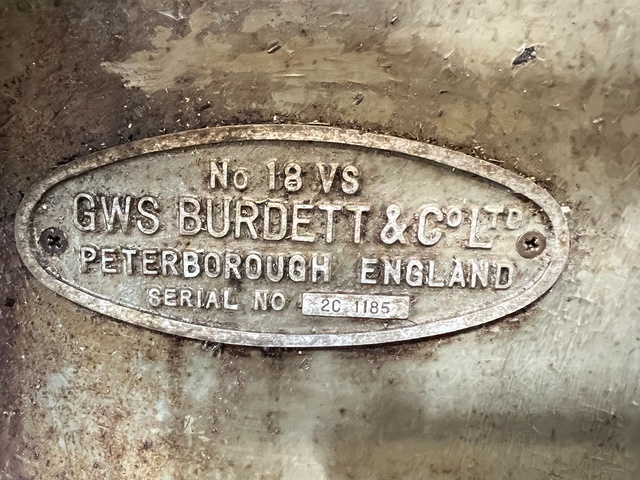 No 18 VS
GWS BURDETT & Co LTD
PETERBOROUGH ENGLAND
SERIAL NO 2C 1185